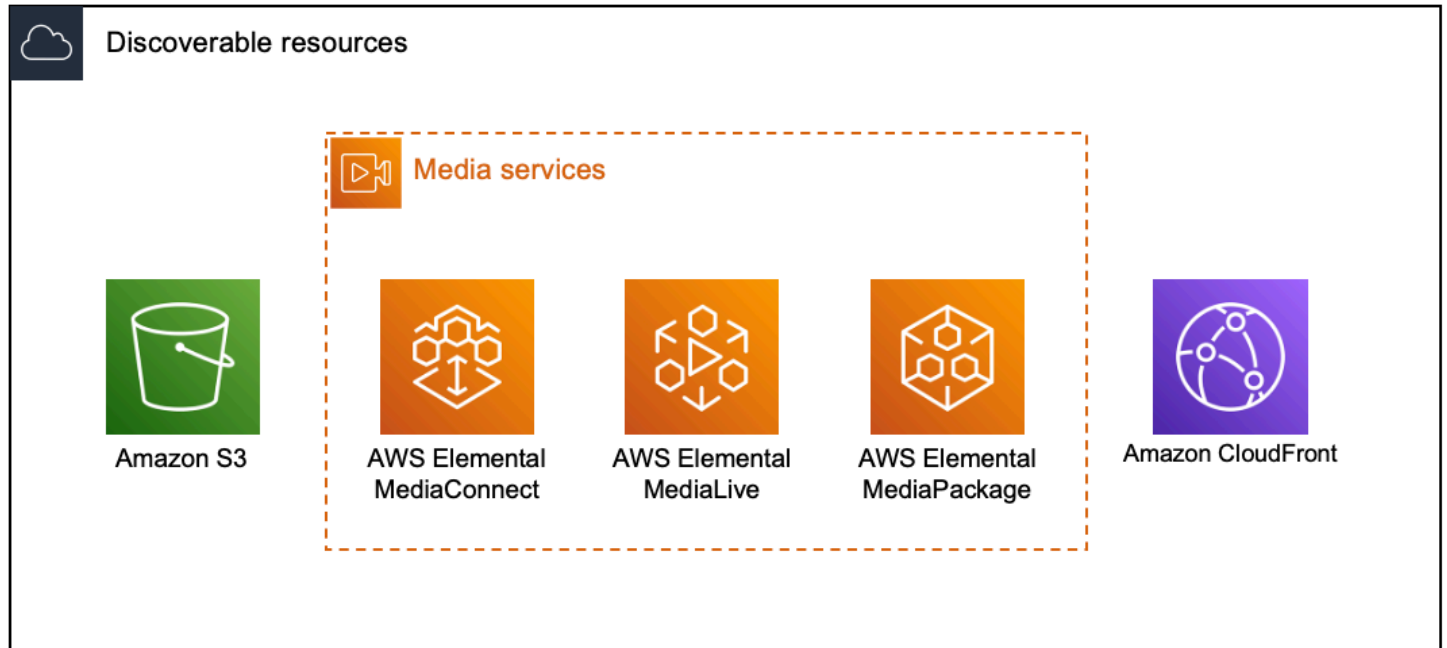 Discoverable resources
Media services
Amazon S3
AWS Elemental
MediaConnect
AWS Elemental
MediaLive
AWS Elemental
MediaPackage
Amazon CloudFront